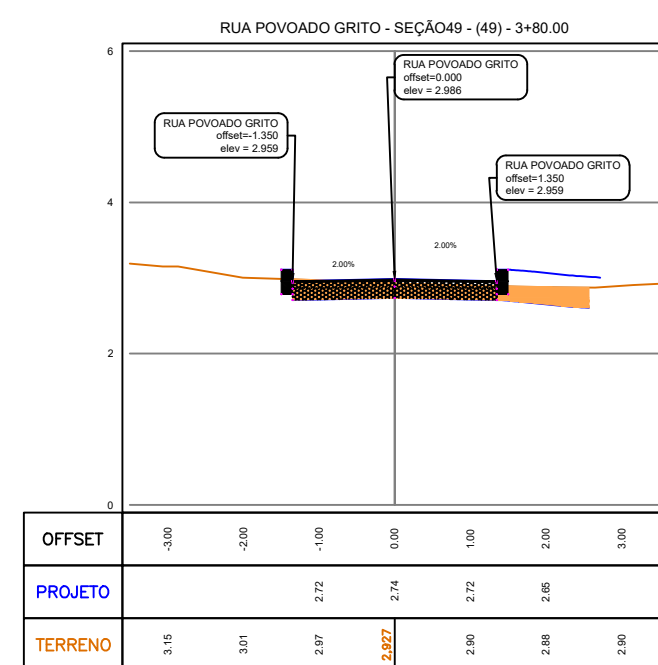 RUA POVOADO GRITO - SEÇÃO49 - (49) - 3+80.00
6
RUA POVOADO GRITO
offset=0.000
elev = 2.986
RUA POVOADO GRITO
offset=-1.350
elev = 2.959
RUA POVOADO GRITO
offset=1.350
elev = 2.959
4
2.00%
2.00%
2
0
OFFSET -3.00 -2.00 -1.00 0.00 1.00 2.00 3.00
PROJETO 2.72 2.74 2.72 2.65
TERRENO 3.15 3.01 2.97 2,927 2.90 2.88 2.90